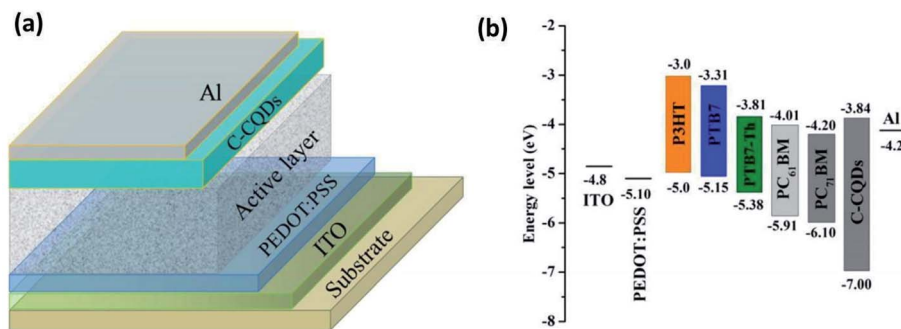 (a)
Al
C-CQDs
Active layer
PEDOT:PSS
ITO
Substrate
(b)
Energy level (eV)
-2
-3
-4
-5
-6
-7
-8
-4.8
ITO
-5.10
PEDOT:PSS
-3.0
P3HT
-5.0
-3.31
PTB7
-5.15
-3.81
PTB7-Th
-5.38
-4.01
PC61BM
-5.91
-4.20
PC71BM
-6.10
-3.84
C-CQDs
-7.00
Al
-4.2